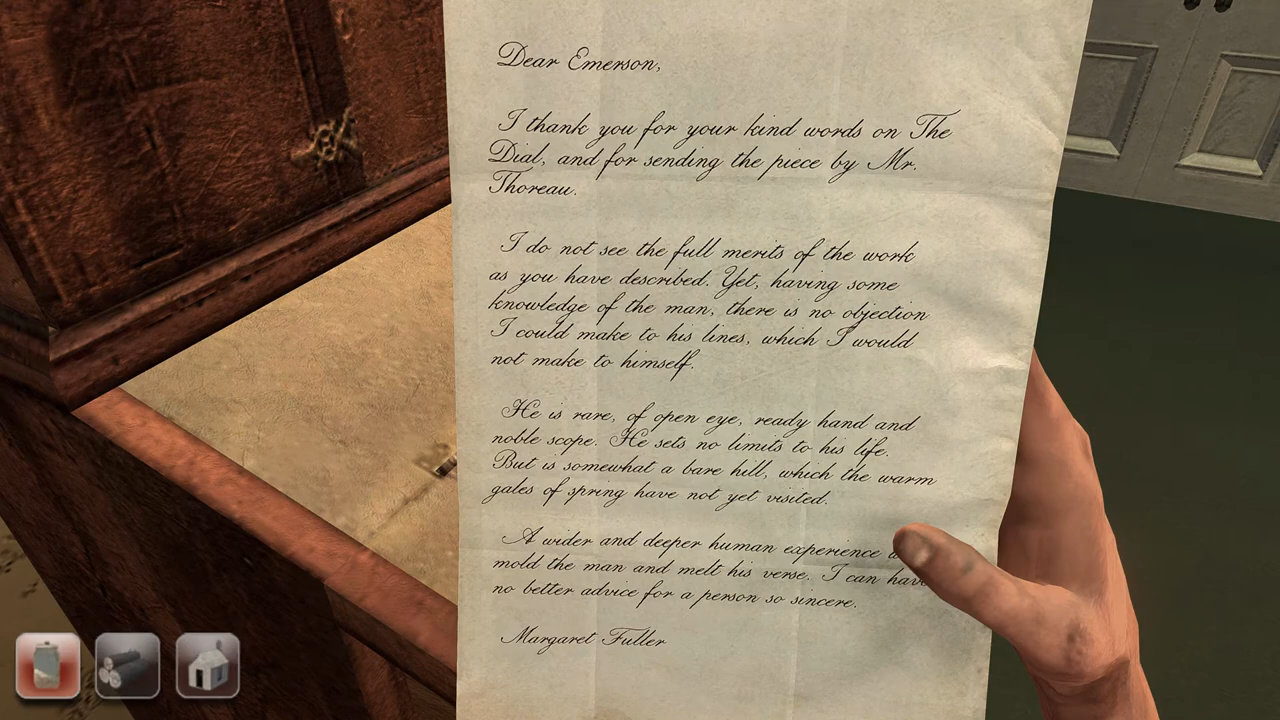 Dear Emerson,
I thank you for your kind words on The
Dial, and for sending the piece by Mr.
Thoreau.
I do not see the full merits of the work
as you have described. Yet, having some
knowledge of the man, there is no objection
I could make to his lines, which I would
not make to himself.
He is rare, of open eye, ready hand and
noble scope. He sets no limits to his life.
But is somewhat a bare hill, which the warm
gales of spring have not yet visited.
A wider and deeper human experience
mold the man and melt his verse. I can have
no better advice for a person so sincere.
Margaret Fuller